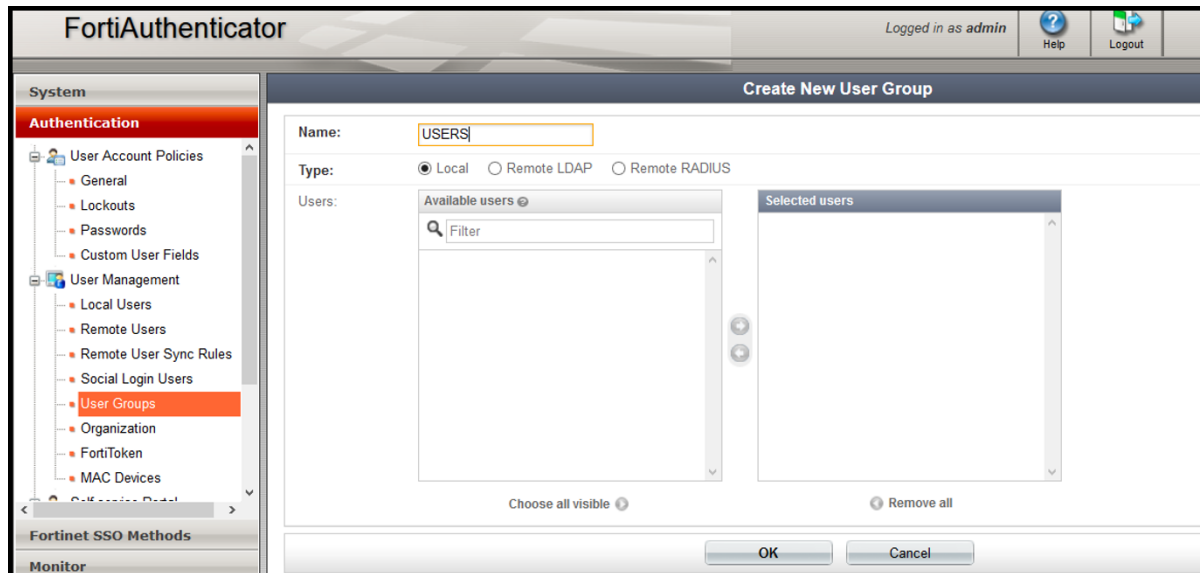 FortiAuthenticator
Logged in as admin
Help
Logout
System
Authentication
User Account Policies
General
Lockouts
Passwords
Custom User Fields
User Management
Local Users
Remote Users
Remote User Sync Rules
Social Login Users
User Groups
Organization
FortiToken
MAC Devices
Self-service Portal
Fortinet SSO Methods
Monitor
Create New User Group
Name: USERS
Type: Local Remote LDAP Remote RADIUS
Users:
Available users
Filter
Choose all visible
Selected users
Remove all
OK Cancel